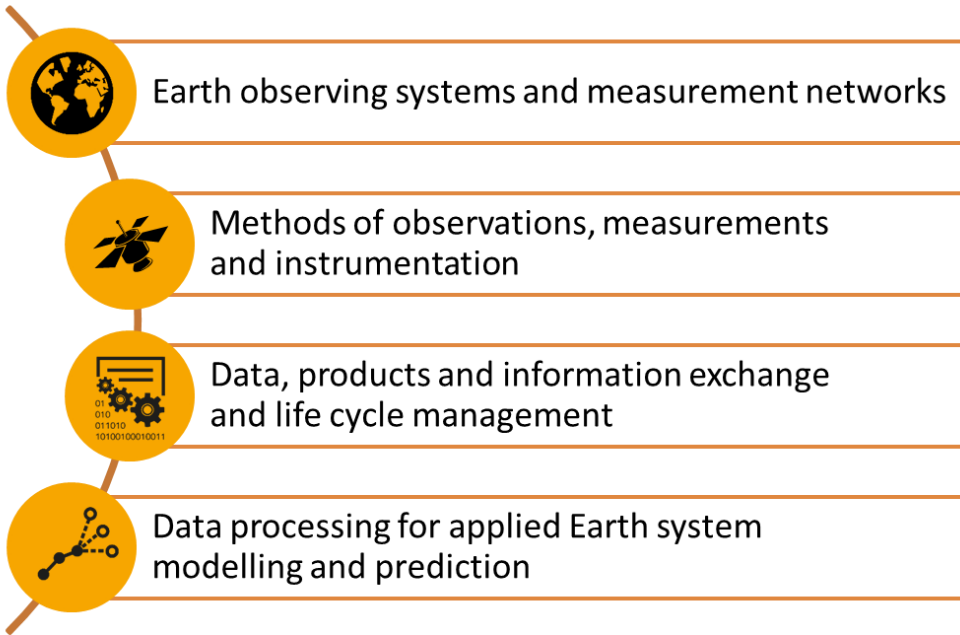 Earth observing systems and measurement networks
Methods of observations, measurements
and instrumentation
Data, products and information exchange
and life cycle management
01
010
011010
10100100010011
Data processing for applied Earth system
modelling and prediction